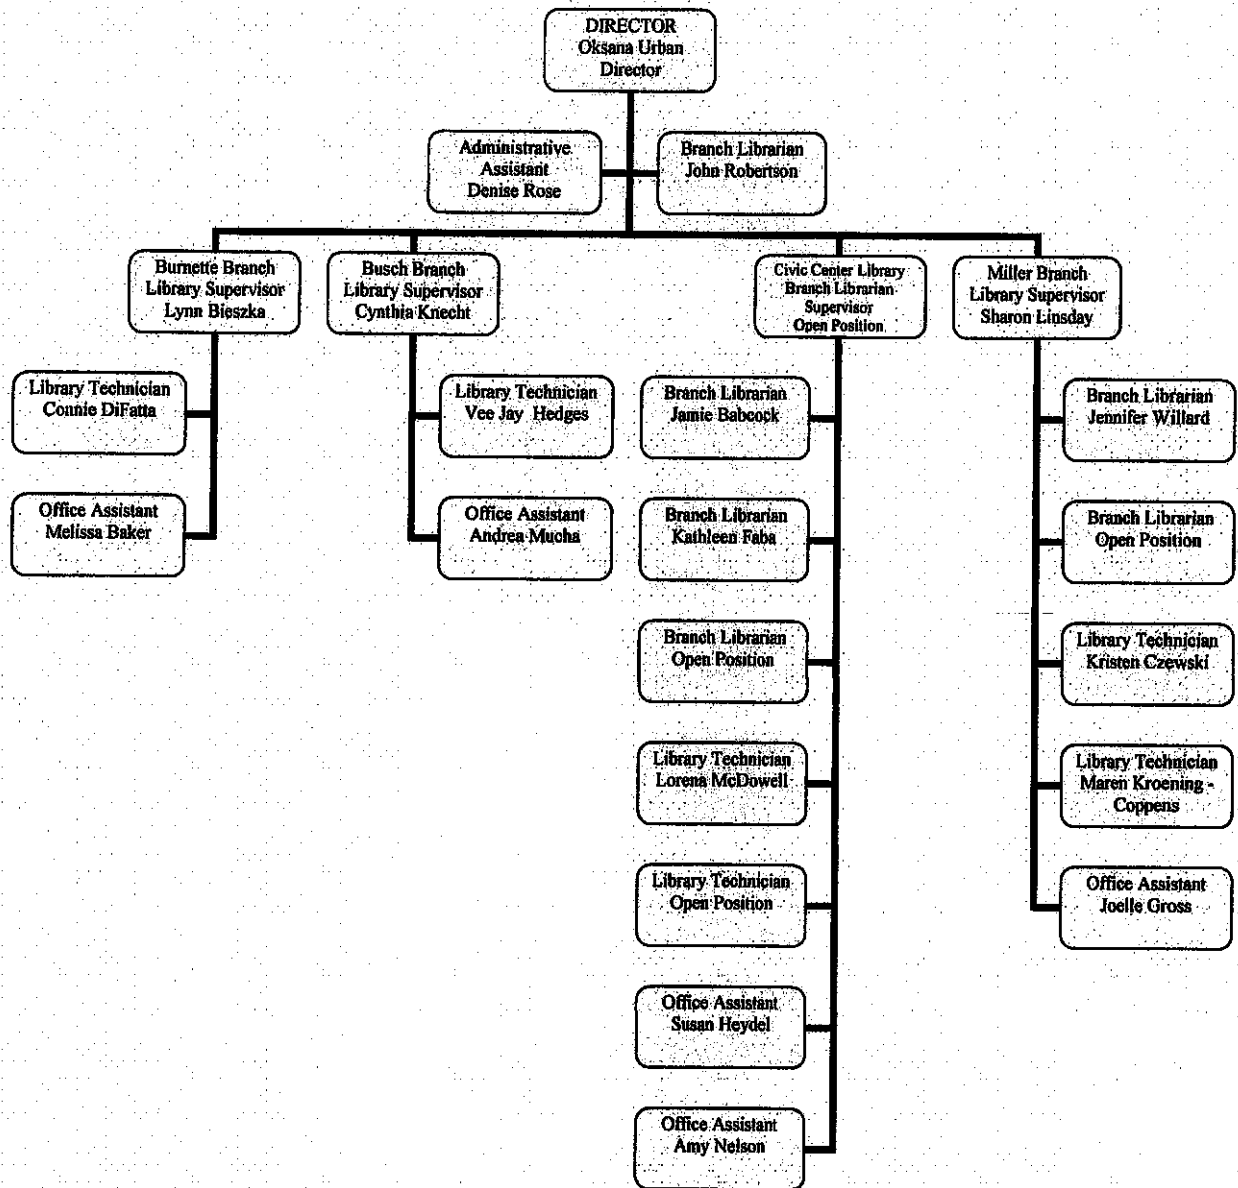 DIRECTOR
Oksana Urban
Director
Administrative
Assistant
Denise Rose
Branch Librarian
John Robertson
Burnette Branch
Library Supervisor
Lynn Bieszka
Busch Branch
Library Supervisor
Cynthia Knecht
Civic Center Library
Branch Librarian
Supervisor
Open Position
Miller Branch
Library Supervisor
Sharon Linsday
Library Technician
Connie DiFatta
Office Assistant
Melissa Baker
Library Technician
Vee Jay Hedges
Office Assistant
Andrea Mucha
Branch Librarian
Jamie Babcock
Branch Librarian
Kathleen Faba
Branch Librarian
Open Position
Library Technician
Lorena McDowell
Library Technician
Open Position
Office Assistant
Susan Heydel
Office Assistant
Amy Nelson
Branch Librarian
Jennifer Willard
Branch Librarian
Open Position
Library Technician
Kristen Czewski
Library Technician
Maren Kroening -
Coppens
Office Assistant
Joelle Gross